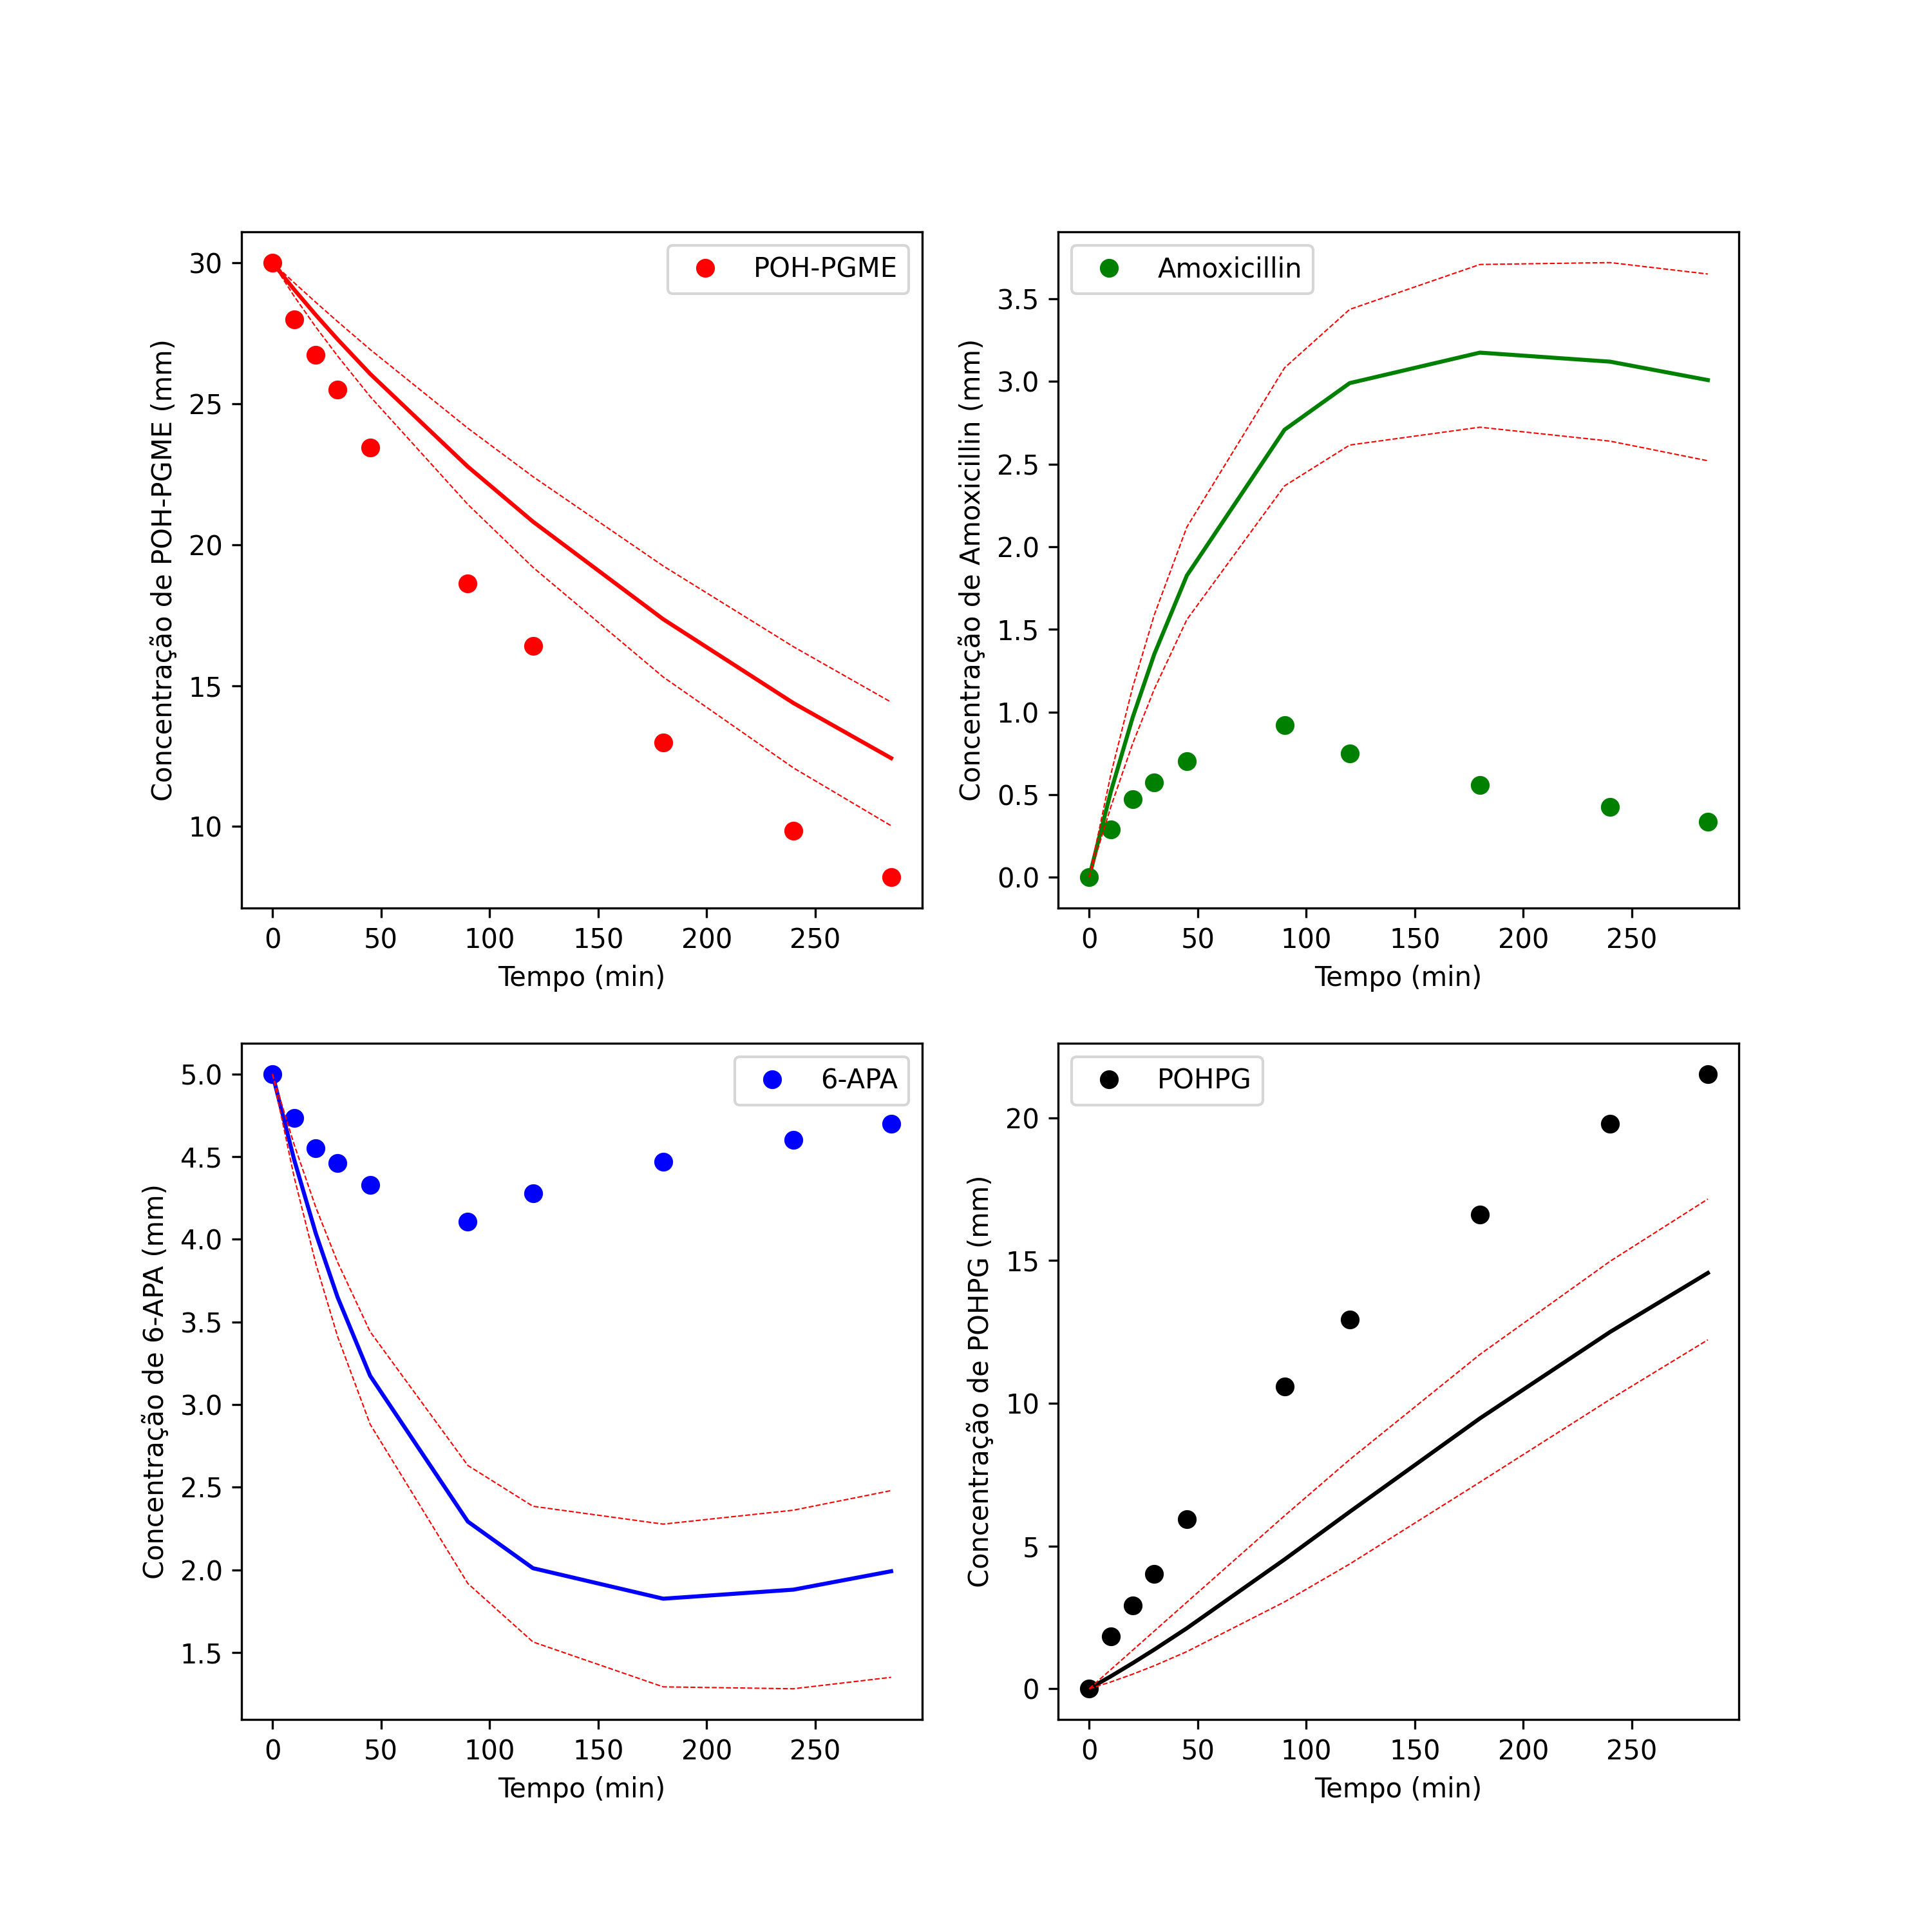 POH-PGME
Concentração de POH-PGME (mm)
30
25
20
15
10
0 50 100 150 200 250
Tempo (min)
Amoxicillin
Concentração de Amoxicillin (mm)
3.5
3.0
2.5
2.0
1.5
1.0
0.5
0.0
0 50 100 150 200 250
Tempo (min)
6-APA
Concentração de 6-APA (mm)
5.0
4.5
4.0
3.5
3.0
2.5
2.0
1.5
0 50 100 150 200 250
Tempo (min)
POHPG
Concentração de POHPG (mm)
20
15
10
5
0
0 50 100 150 200 250
Tempo (min)